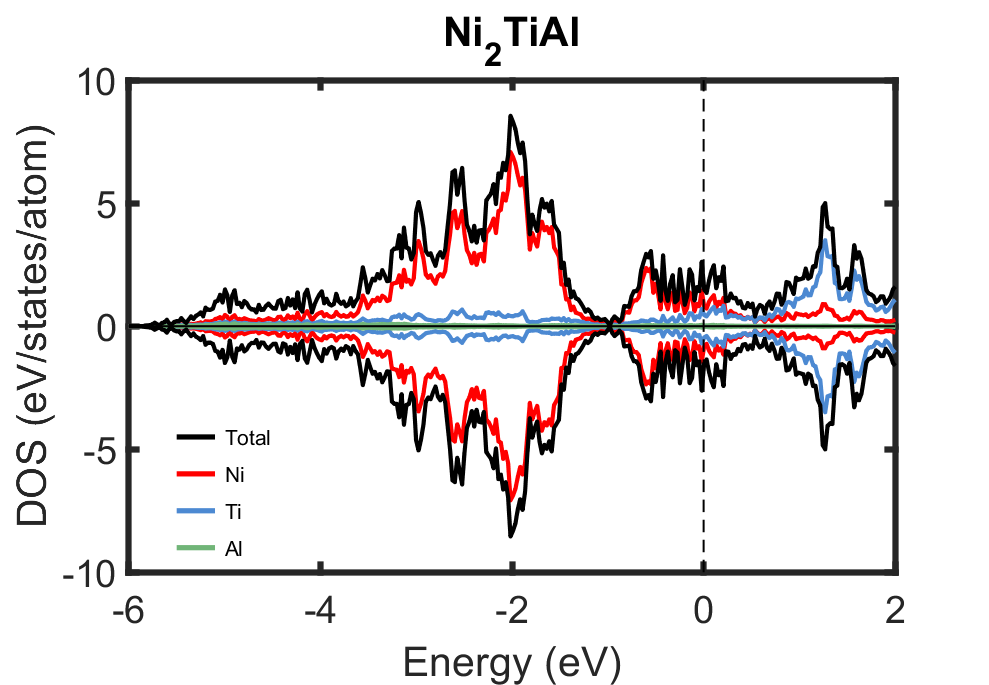 Ni2TiAl
DOS (eV/states/atom)
10
5
0
-5
-10
Total
Ni
Ti
Al
-6
-4
-2
0
2
Energy (eV)